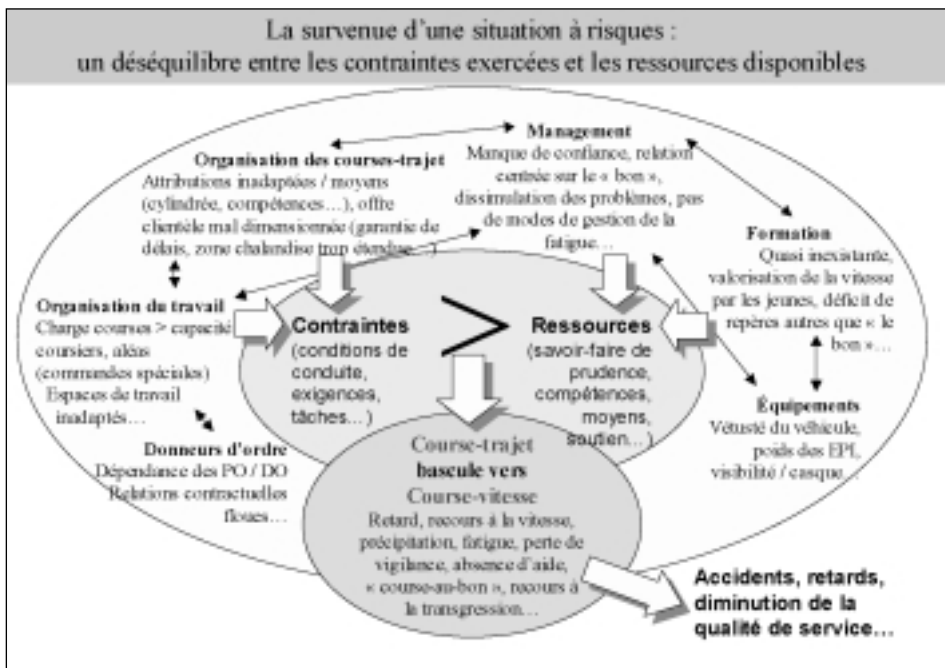 La survenue d'une situation à risques :
un déséquilibre entre les contraintes exercées et les ressources disponibles
Organisation des courses-trajet
Attributions inadaptées / moyens
(cylindrée, compétences…), offre
clientèle mal dimensionnée (garantie de
délais, zone chalandise trop étendue…)
Management
Manque de confiance, relation
centrée sur le « bon »,
dissimulation des problèmes, pas
de modes de gestion de la
fatigue…
Formation
Quasi inexistante,
valorisation de la vitesse
par les jeunes, déficit de
repères autres que « le
bon »…
Organisation du travail
Charge courses > capacité
coursiers, aléas
(commandes spéciales)
Espaces de travail
inadaptés…
Contraintes
(conditions de
conduite,
exigences,
tâches…)
>
Ressources
(savoir-faire de
prudence,
compétences,
moyens,
soutien…)
Équipements
Vétusté du véhicule,
poids des EPI,
visibilité / casque…
Donneurs d'ordre
Dépendance des PO / DO
Relations contractuelles
floues…
Course-trajet
bascule vers
Course-vitesse
Retard, recours à la vitesse,
précipitation, fatigue, perte de
vigilance, absence d'aide,
« course-au-bon », recours à
la transgression…
Accidents, retards,
diminution de la
qualité de service…